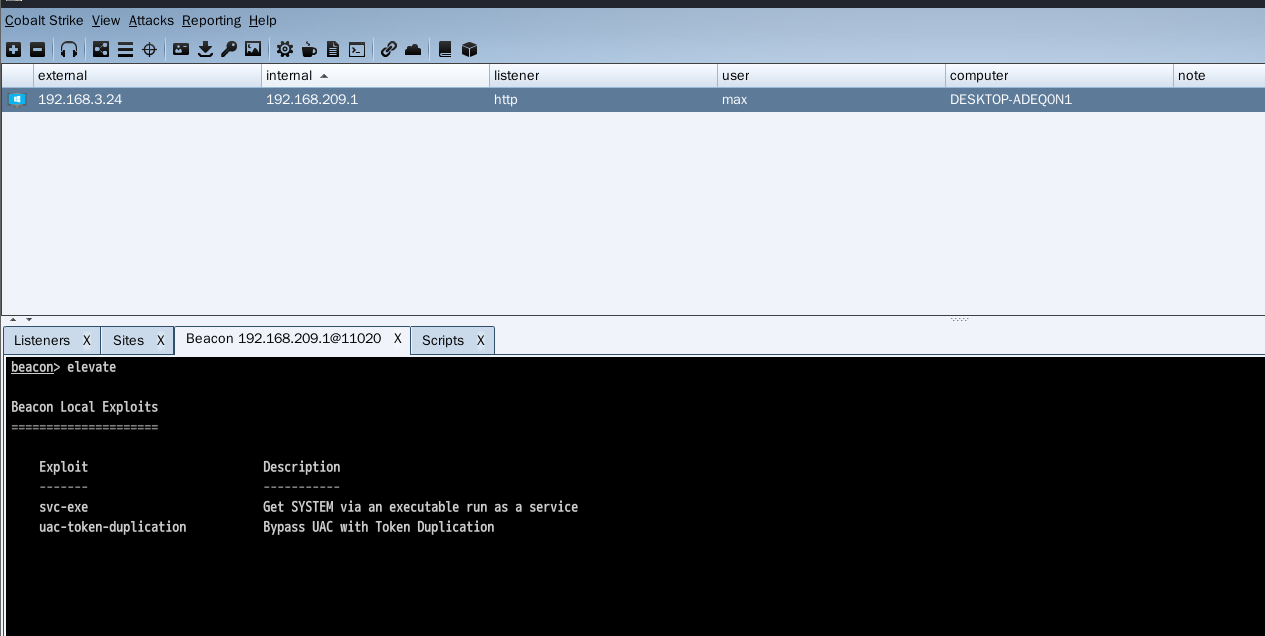 Cobalt Strike View Attacks Reporting Help
external internal listener user computer note
192.168.3.24 192.168.209.1 http max DESKTOP-ADEQ0N1
Listeners X Sites X Beacon 192.168.209.1@11020 X Scripts X
beacon> elevate
Beacon Local Exploits
=====================
Exploit Description
------- -----------
svc-exe Get SYSTEM via an executable run as a service
uac-token-duplication Bypass UAC with Token Duplication